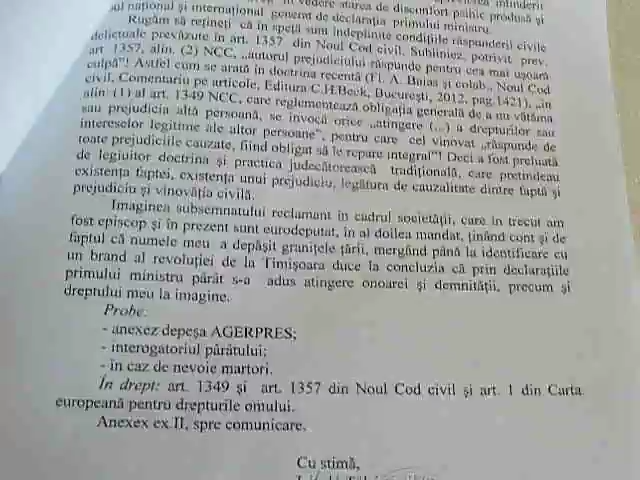 în vedere starea de disconfort psihic produsă și
național și internațional generat de declarația primului ministru.
Rugăm să rețineți că în speță sunt îndeplinite condițiile răspunderii civile
delictuale prevăzute în art. 1357 din Noul Cod civil. Subliniez, potrivit prev.
art 1357, alin. (2) NCC, „autorul prejudiciului răspunde pentru cea mai ușoară
culpă”! Astfel cum se arată în doctrina recentă (Fl. A. Baias și colab., Noul Cod
civil, Comentariu pe articole, Editura C.H.Beck, București, 2012, pag.1421), „în
alin. (1) al art. 1349 NCC, care reglementează obligația generală de a nu vătăma
sau prejudicia altă persoană, se invocă orice „atingere (...) a drepturilor sau
intereselor legitime ale altor persoane”, pentru care cel vinovat „răspunde de
toate prejudiciile cauzate, fiind obligat să le repare integral”! Deci a fost preluată
de legiuitor doctrina și practica judecătorească tradițională, care pretindeau
existența faptei, existența unui prejudiciu, legătura de cauzalitate dintre faptă și
prejudiciu și vinovăția civilă.
Imaginea subsemnatului reclamant în cadrul societății, care în trecut am
fost episcop și în prezent sunt eurodeputat, în al doilea mandat, ținând cont și de
faptul că numele meu a depășit granițele țării, mergând până la identificare cu
un brand al revoluției de la Timișoara duce la concluzia că prin declarațiile
primului ministru pârât s-a adus atingere onoarei și demnității, precum și
dreptului meu la imagine.
Probe:
- anexez depeșa AGERPRES;
- interogatoriul pârâtului;
- în caz de nevoie martori.
În drept: art. 1349 și art. 1357 din Noul Cod civil și art. 1 din Carta
europeană pentru drepturile omului.
Anexex ex.II, spre comunicare.
Cu stimă,